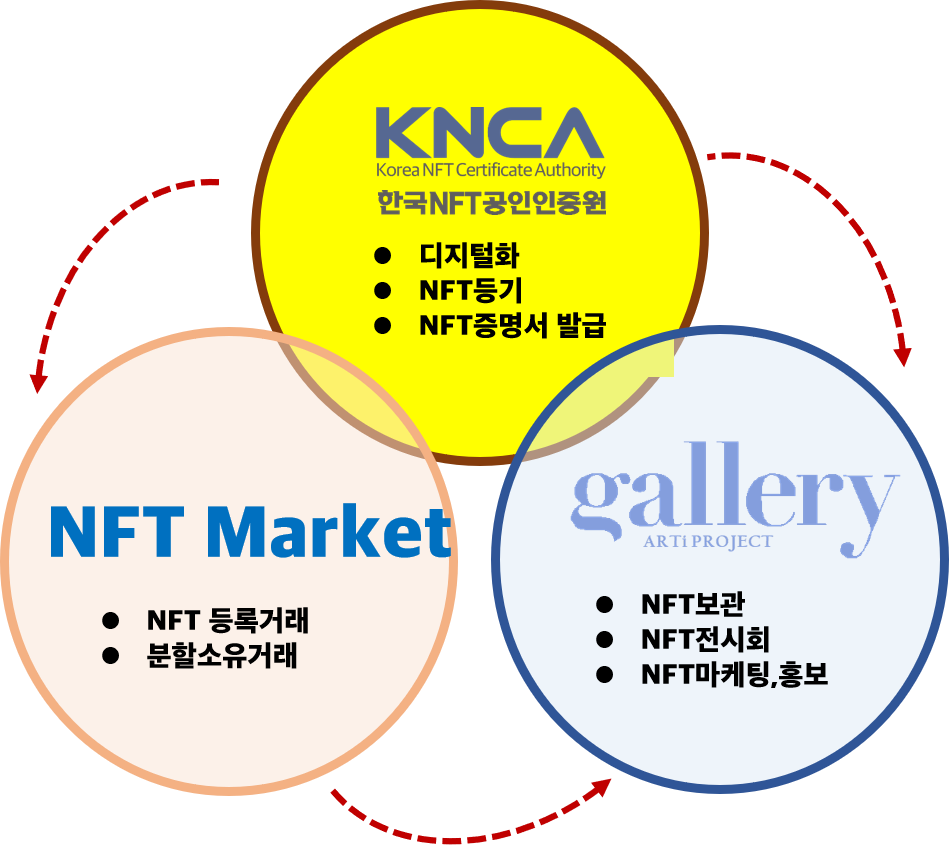 KNCA
Korea NFT Certificate Authority
한국NFT공인인증원
● 디지털화
● NFT등기
● NFT증명서 발급
NFT Market
● NFT 등록거래
● 분할소유거래
gallery
ARTi PROJECT
● NFT보관
● NFT전시회
● NFT마케팅,홍보